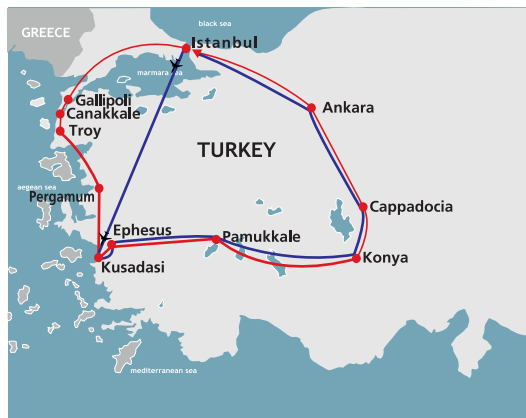 black sea
GREECE
Istanbul
marmara sea
Gallipoli
Canakkale
Troy
Ankara
TURKEY
aegean sea
Pergamum
Cappadocia
Ephesus
Pamukkale
Kusadasi
Konya
mediterranean sea